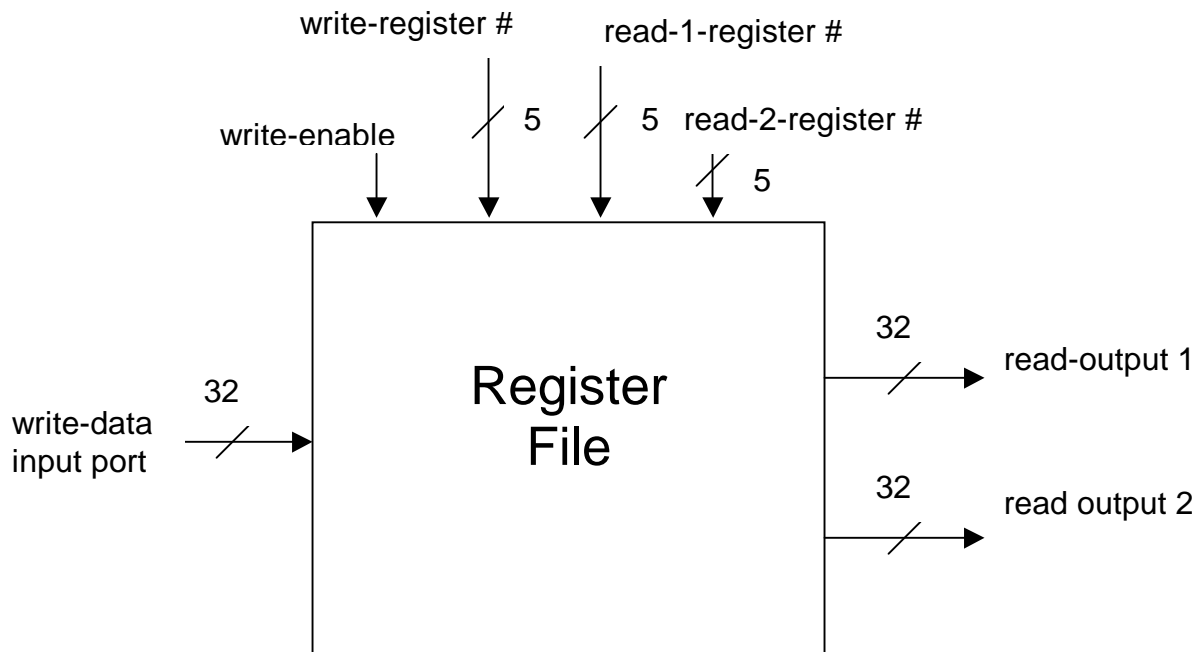 write-register #
read-1-register #
5
5
read-2-register #
write-enable
5
32
32
read-output 1
Register
File
write-data
input port
32
read output 2